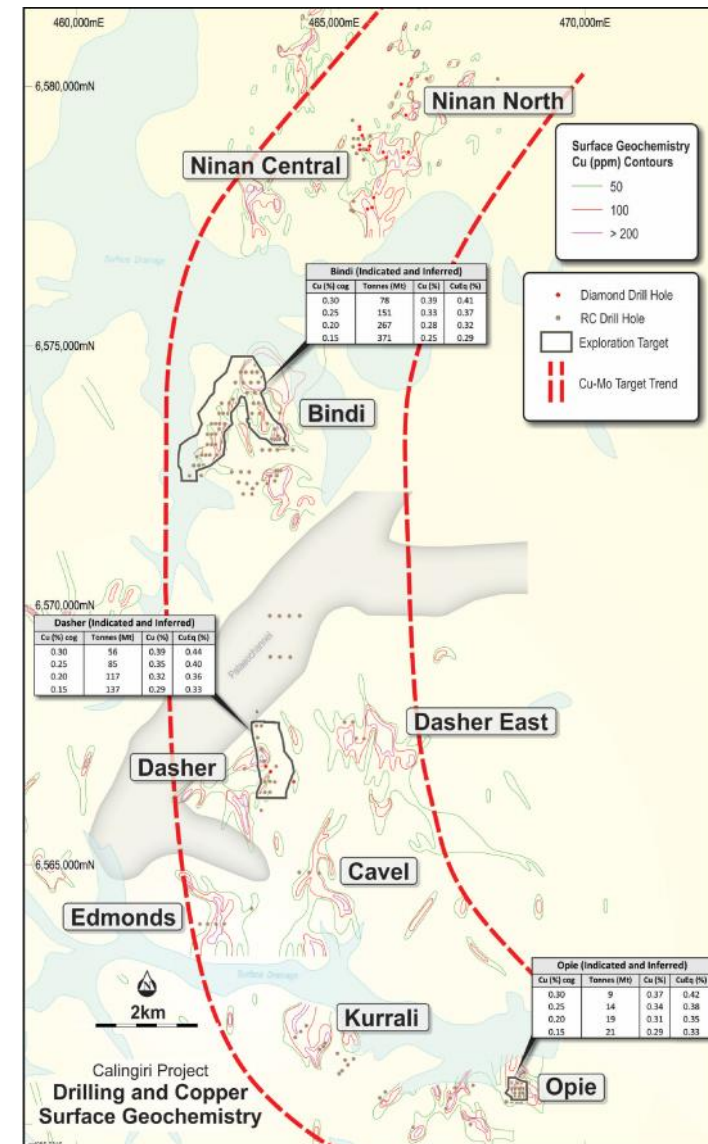 460,000mE
465,000mE
470,000mE
6,580,000mN
Ninan North
Surface Geochemistry
Cu (ppm) Contours
50
100
> 200
Ninan Central
Surface Drainage
Bindi (Indicated and Inferred)
Cu (%) cog Tonnes (Mt) Cu (%) CuEq (%)
0.30 78 0.39 0.41
0.25 151 0.33 0.37
0.20 267 0.28 0.32
0.15 371 0.25 0.29
Diamond Drill Hole
RC Drill Hole
Exploration Target
Cu-Mo Target Trend
6,575,000mN
Bindi
6,570,000mN
Dasher (Indicated and Inferred)
Cu (%) cog Tonnes (Mt) Cu (%) CuEq (%)
0.30 56 0.39 0.44
0.25 85 0.35 0.40
0.20 117 0.32 0.36
0.15 137 0.29 0.33
Palaeochannel
Dasher East
Dasher
6,565,000mN
Cavel
Edmonds
Surface Drainage
Opie (Indicated and Inferred)
Cu (%) cog Tonnes (Mt) Cu (%) CuEq (%)
0.30 9 0.37 0.42
0.25 14 0.34 0.38
0.20 19 0.31 0.35
0.15 21 0.29 0.33
N
2km
Kurrali
Opie
Calingiri Project
Drilling and Copper
Surface Geochemistry